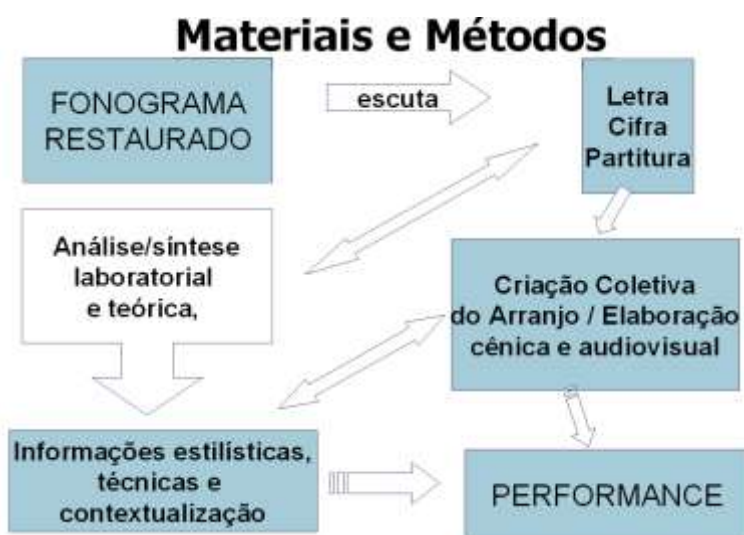 Materiais e Métodos
FONOGRAMA
RESTAURADO
escuta
Letra
Cifra
Partitura
Análise/síntese
laboratorial
e teórica,
Criação Coletiva
do Arranjo / Elaboração
cênica e audiovisual
Informações estilísticas,
técnicas e
contextualização
PERFORMANCE